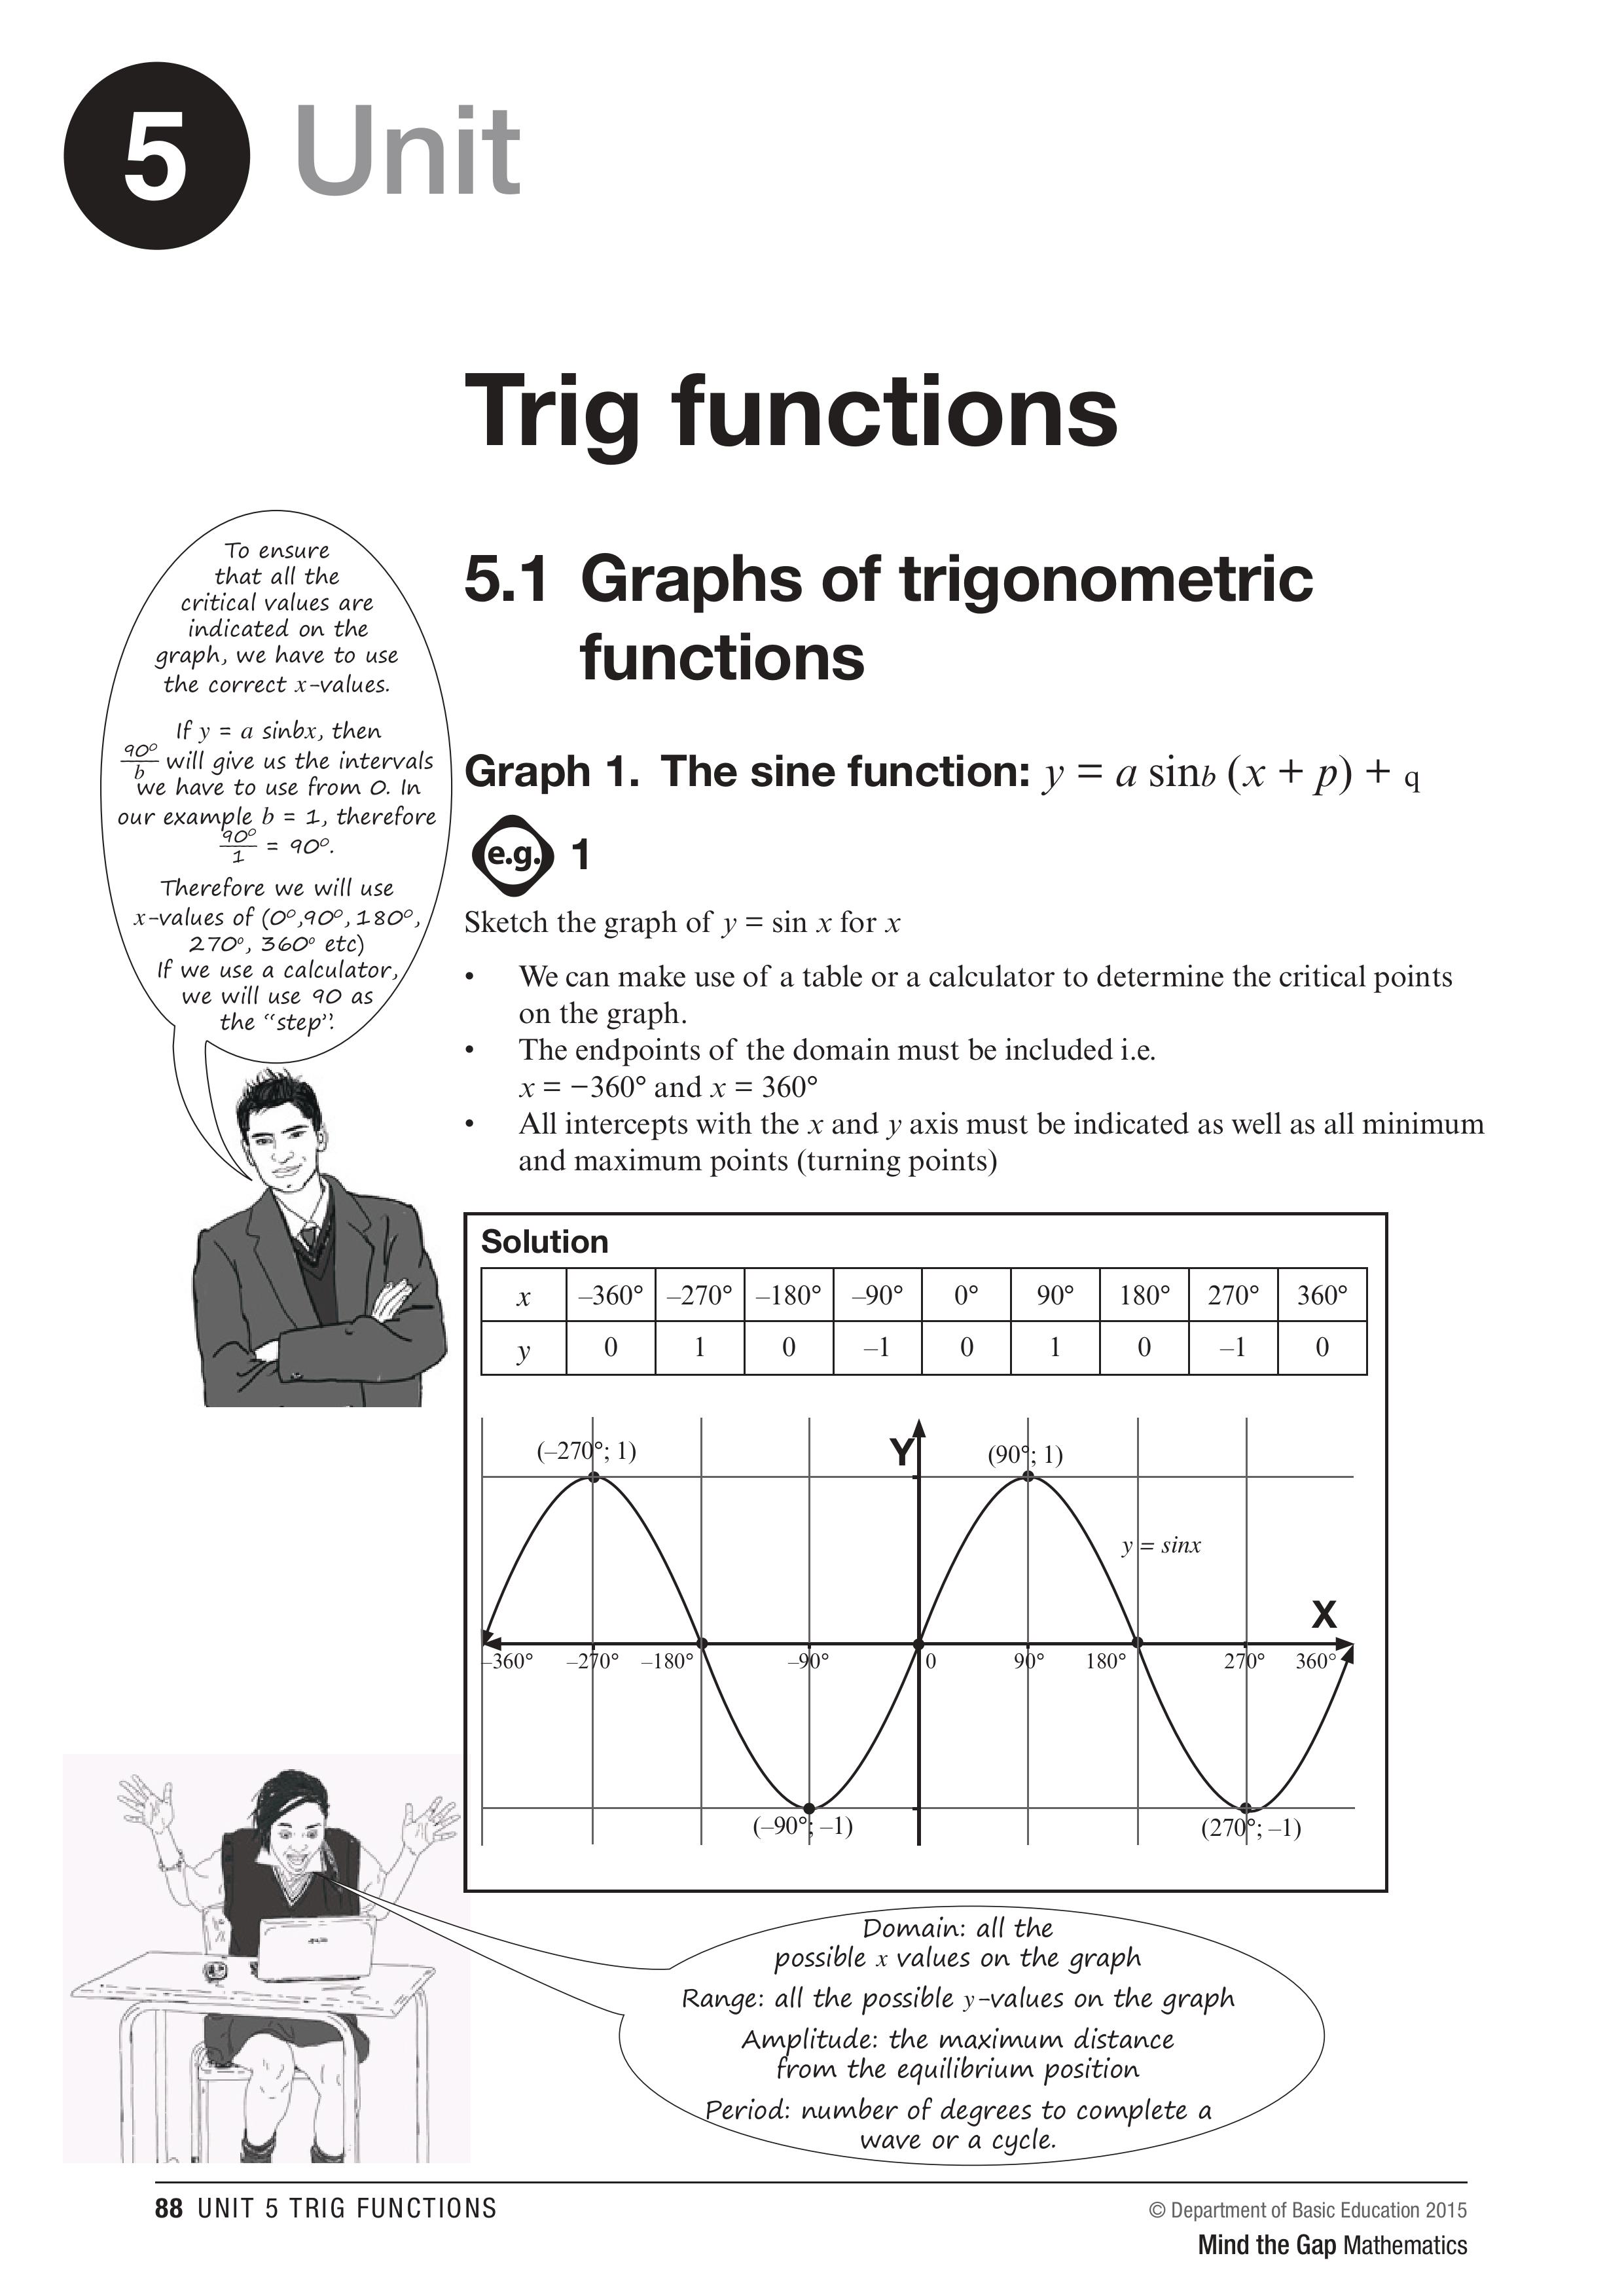 5 Unit
Trig functions
To ensure
that all the
critical values are
indicated on the
graph, we have to use
the correct x-values.
If y = a sinbx, then
90°/b will give us the intervals
we have to use from 0. In
our example b = 1, therefore
90°/1 = 90°.
Therefore we will use
x-values of (0°,90°, 180°,
270°, 360° etc)
If we use a calculator,
we will use 90 as
the “step”.
5.1 Graphs of trigonometric
functions
Graph 1. The sine function: y = a sinb (x + p) + q
e.g. 1
Sketch the graph of y = sin x for x
• We can make use of a table or a calculator to determine the critical points
on the graph.
• The endpoints of the domain must be included i.e.
x = −360° and x = 360°
• All intercepts with the x and y axis must be indicated as well as all minimum
and maximum points (turning points)
Solution
x –360° –270° –180° –90° 0° 90° 180° 270° 360°
y 0 1 0 –1 0 1 0 –1 0
(–270°; 1) Y (90°; 1)
y = sinx
X
–360° –270° –180° –90° 0 90° 180° 270° 360°
(–90°; –1) (270°; –1)
Domain: all the
possible x values on the graph
Range: all the possible y-values on the graph
Amplitude: the maximum distance
from the equilibrium position
Period: number of degrees to complete a
wave or a cycle.
88 UNIT 5 TRIG FUNCTIONS
© Department of Basic Education 2015
Mind the Gap Mathematics